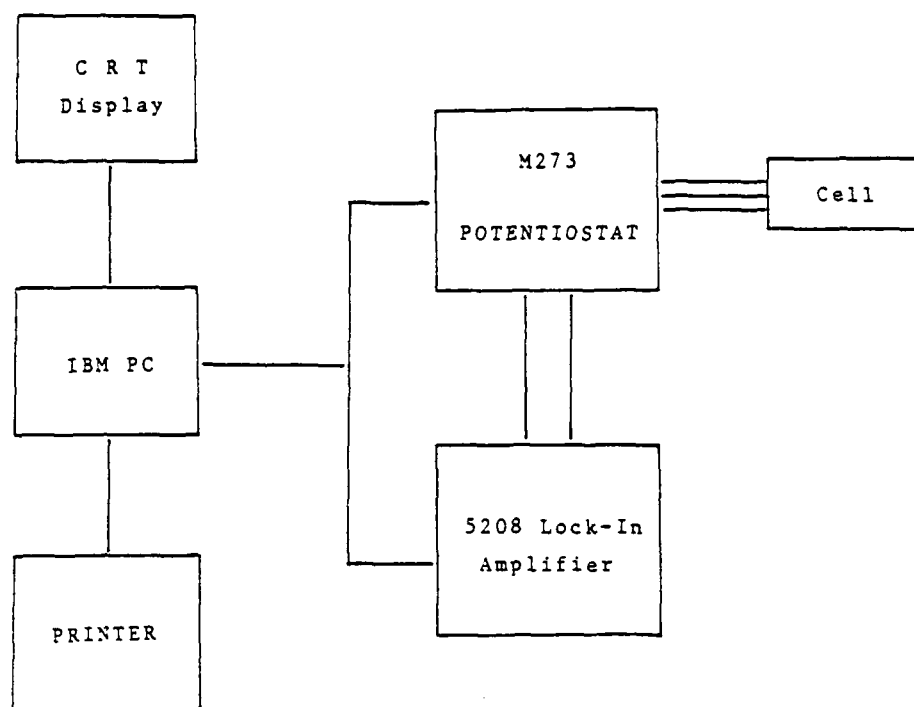 C R T
Display
M273
POTENTIOSTAT
Cell
IBM PC
5208 Lock-In
Amplifier
PRINTER